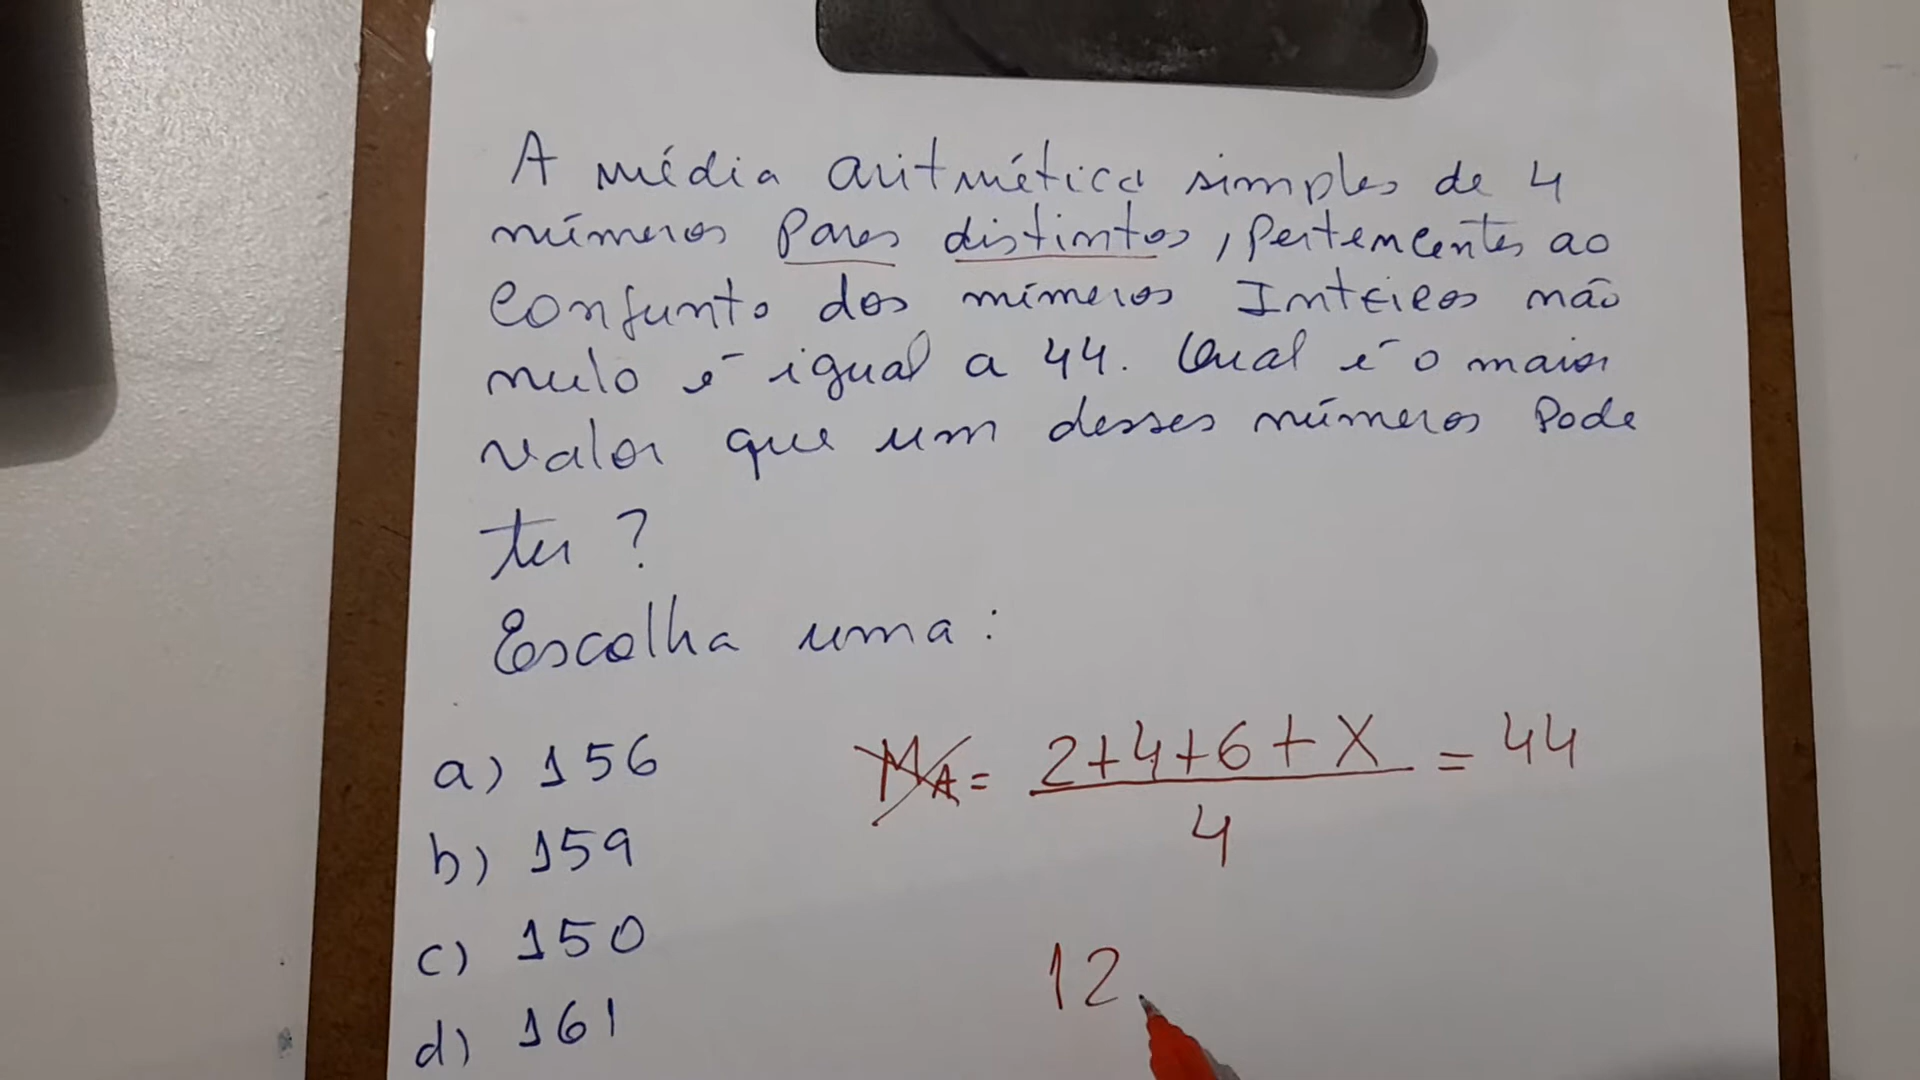 A média aritmética simples de 4
números Pares distintos, Pertencentes ao
conjunto dos números Inteiros não
nulo é igual a 44. Qual é o maior
valor que um desses números Pode
ter?
Escolha uma:
a) 156
b) 159
c) 150
d) 161
MA = 2+4+6+X = 44
4
12